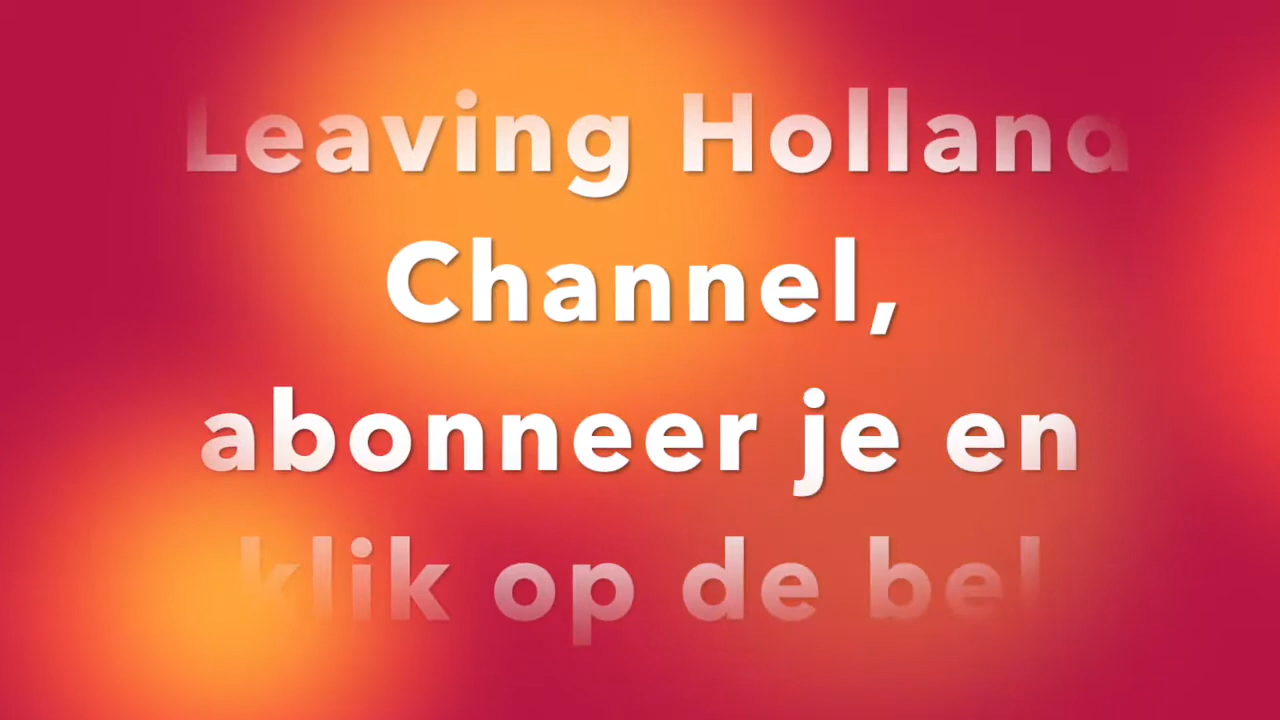 Leaving Holland
Channel,
abonneer je en
klik op de bel